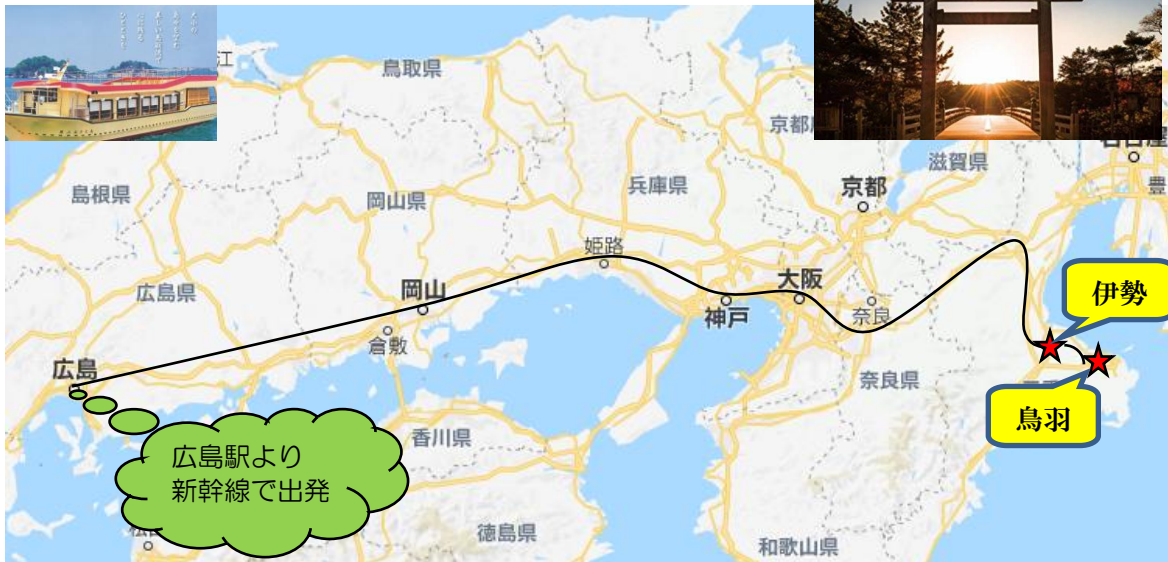 鳥取県
島根県
岡山県
兵庫県
京都
滋賀県
広島県
姫路
岡山
倉敷
神戸
大阪
奈良
伊勢
広島
奈良県
鳥羽
香川県
広島駅より
新幹線で出発
徳島県
和歌山県